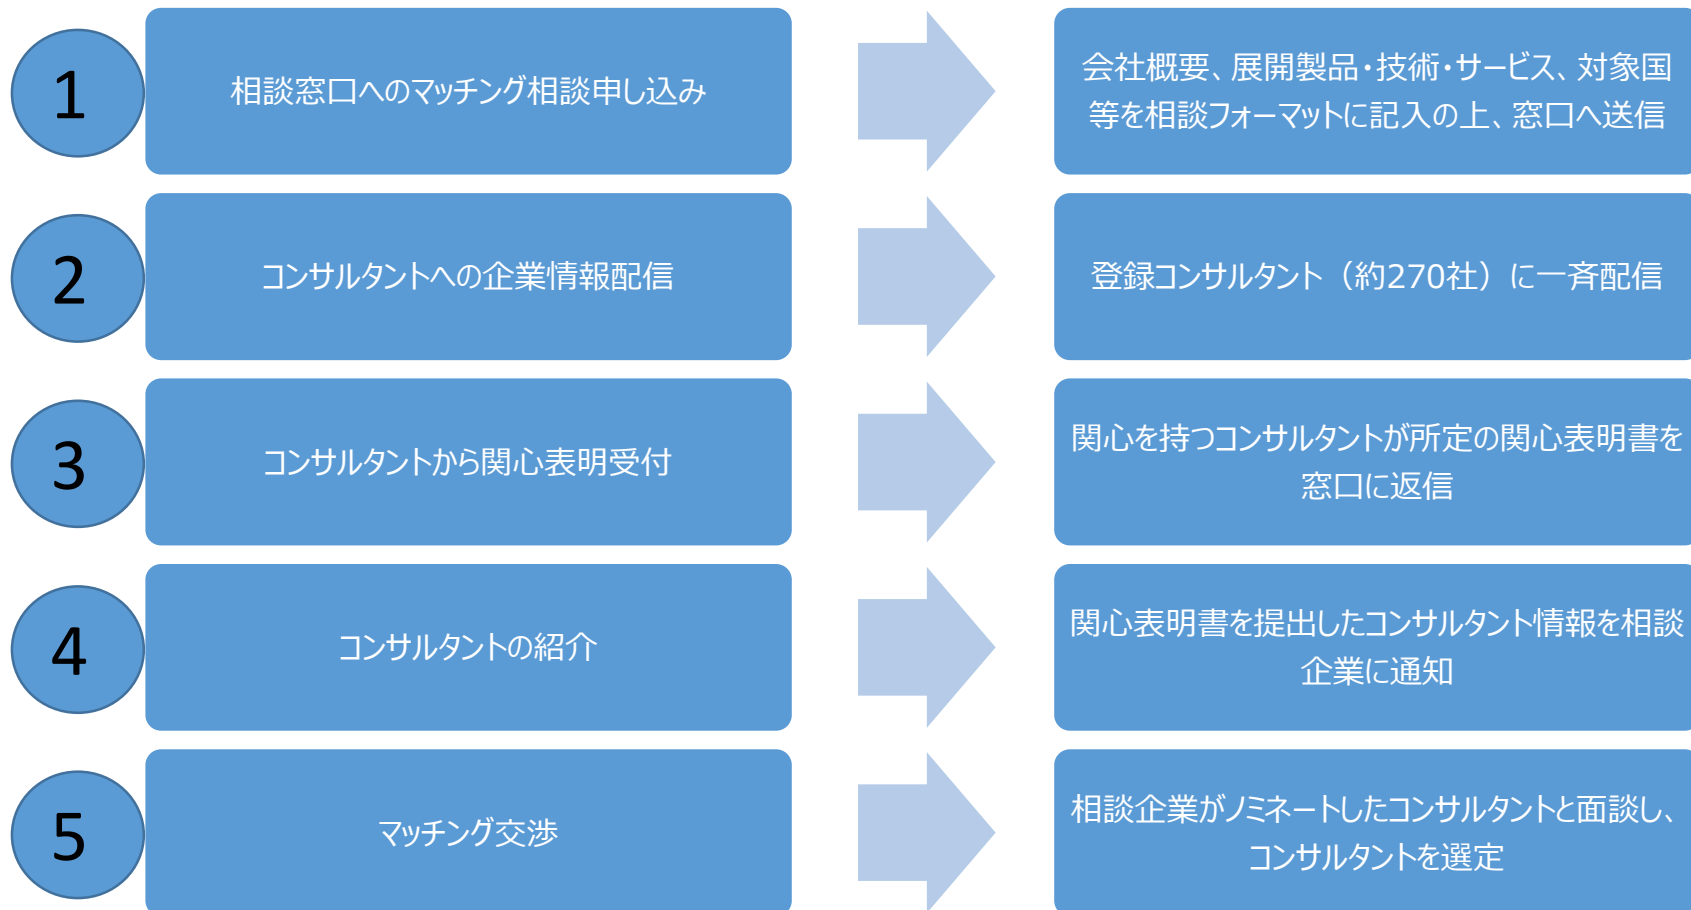 1
相談窓口へのマッチング相談申し込み
会社概要、展開製品・技術・サービス、対象国
等を相談フォーマットに記入の上、窓口へ送信
2
コンサルタントへの企業情報配信
登録コンサルタント（約270社）に一斉配信
3
コンサルタントから関心表明受付
関心を持つコンサルタントが所定の関心表明書を
窓口に返信
4
コンサルタントの紹介
関心表明書を提出したコンサルタント情報を相談
企業に通知
5
マッチング交渉
相談企業がノミネートしたコンサルタントと面談し、
コンサルタントを選定